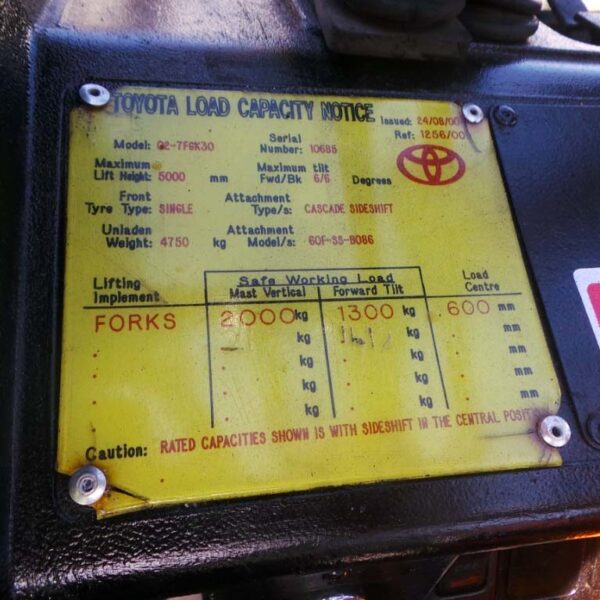 TOYOTA LOAD CAPACITY NOTICE Issued: 24/08/00
Ref: 1256/00
Model: 02-7FGK30 Serial Number: 10685
Maximum Lift Height: 5000 mm Maximum tilt Fwd/Bk 6/6 Degrees
Front Tyre Type: SINGLE Attachment Type/s: CASCADE SIDESHIFT
Unladen Weight: 4750 kg Attachment Model/s: 60F-SS-B086
Lifting Implement Safe Working Load Load Centre
Mast Vertical Forward Tilt
FORKS 2000 kg 1300 kg 600 mm
kg kg mm
kg kg mm
kg kg mm
kg kg mm
Caution: RATED CAPACITIES SHOWN IS WITH SIDESHIFT IN THE CENTRAL